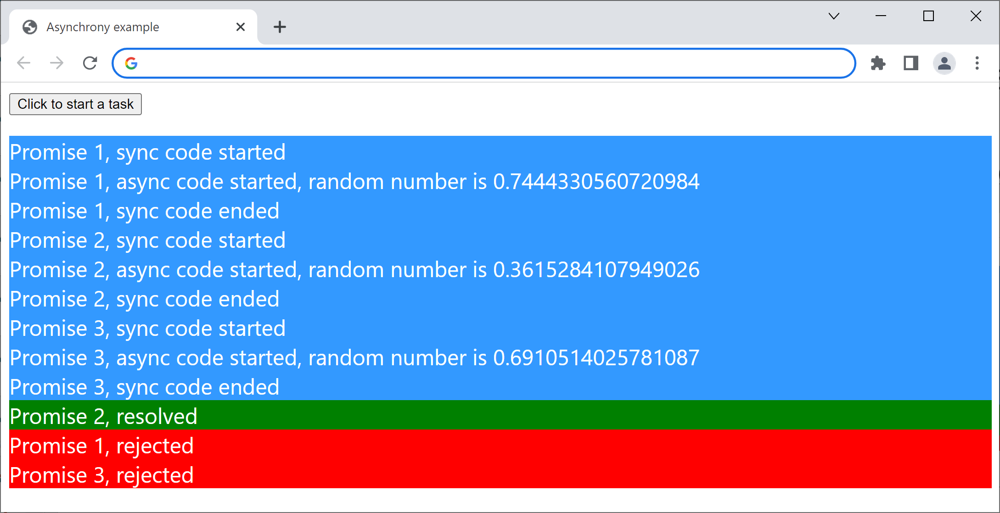 Asynchrony example
Click to start a task
Promise 1, sync code started
Promise 1, async code started, random number is 0.7444330560720984
Promise 1, sync code ended
Promise 2, sync code started
Promise 2, async code started, random number is 0.3615284107949026
Promise 2, sync code ended
Promise 3, sync code started
Promise 3, async code started, random number is 0.6910514025781087
Promise 3, sync code ended
Promise 2, resolved
Promise 1, rejected
Promise 3, rejected